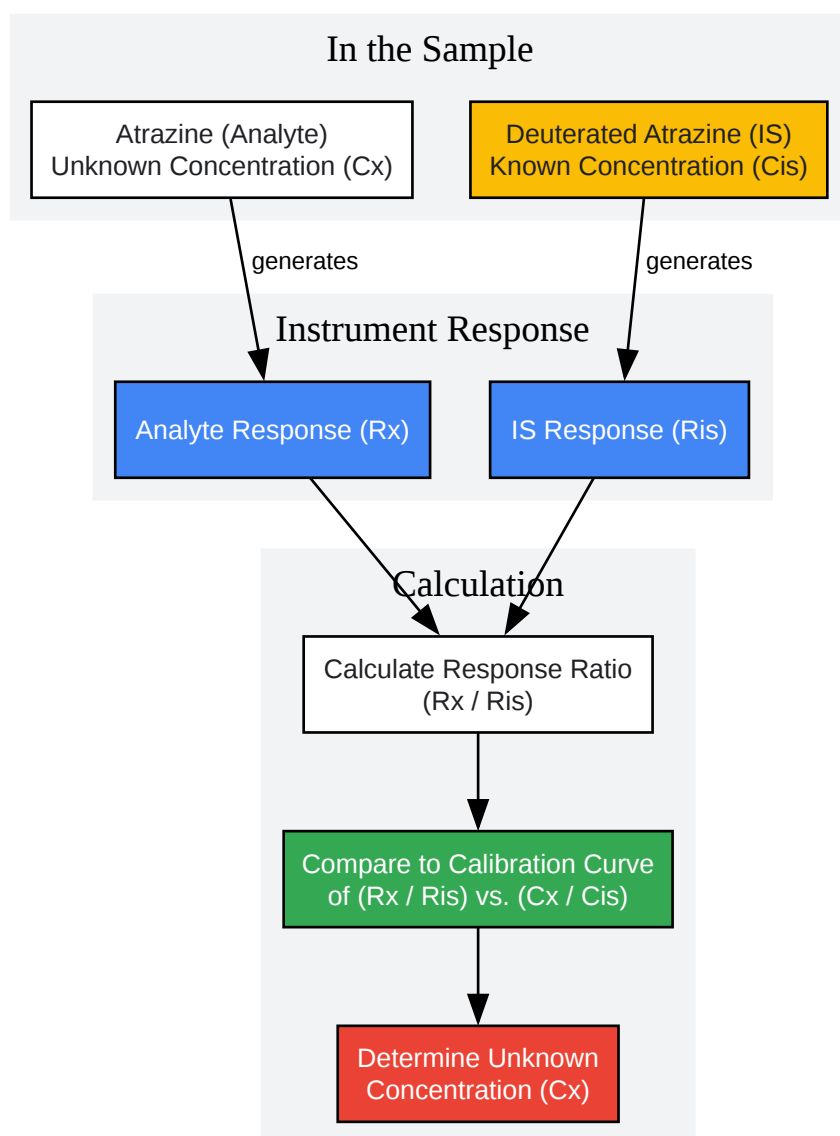 In the Sample
Atrazine (Analyte)
Unknown Concentration (Cx)
Deuterated Atrazine (IS)
Known Concentration (Cis)
generates
generates
Instrument Response
Analyte Response (Rx)
IS Response (Ris)
Calculation
Calculate Response Ratio
(Rx / Ris)
Compare to Calibration Curve
of (Rx / Ris) vs. (Cx / Cis)
Determine Unknown
Concentration (Cx)